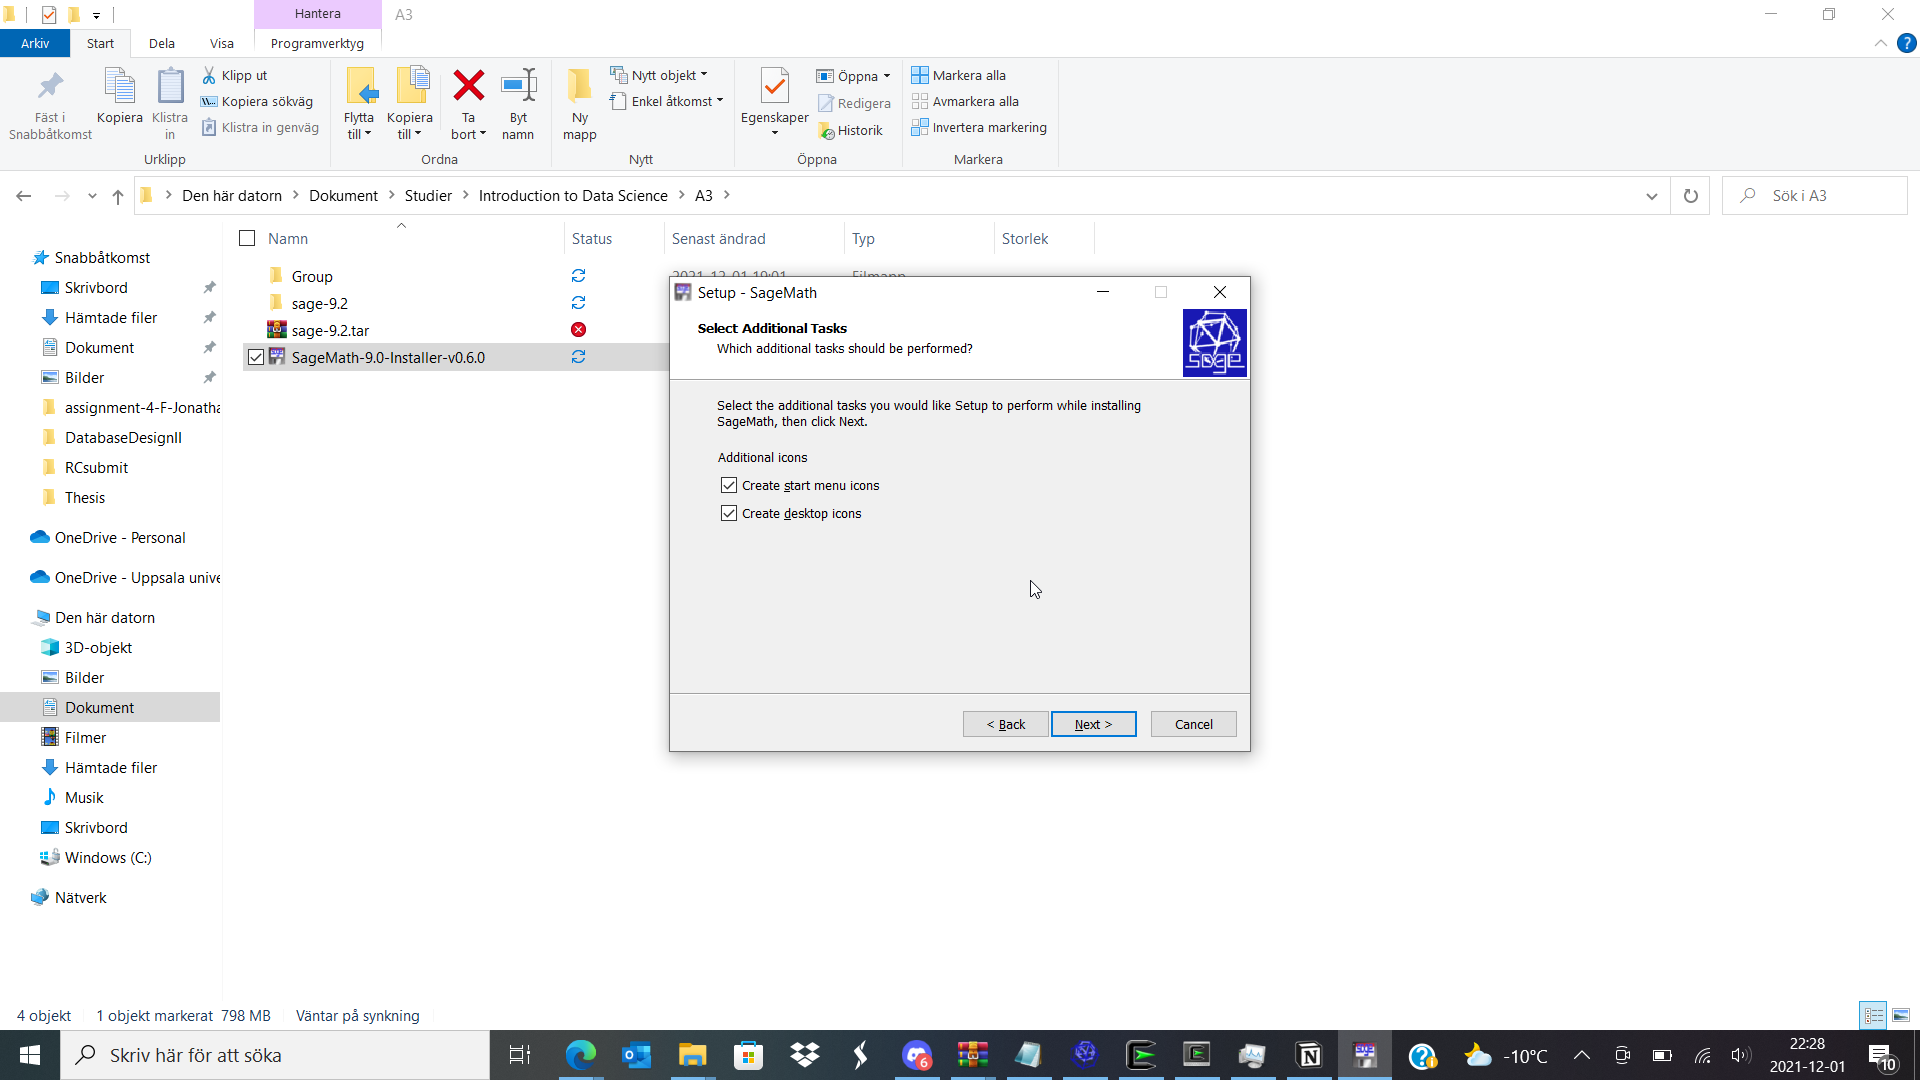 Hantera
A3
Arkiv
Start
Dela
Visa
Programverktyg
Fäst i
Snabbåtkomst
Kopiera
Klistra
in
Klipp ut
Kopiera sökväg
Klistra in genväg
Urklipp
Flytta
till
Kopiera
till
Ta
bort
Byt
namn
Ordna
Ny
mapp
Nytt objekt
Enkel åtkomst
Nytt
Egenskaper
Öppna
Redigera
Historik
Öppna
Markera alla
Avmarkera alla
Invertera markering
Markera
Den här datorn
Dokument
Studier
Introduction to Data Science
A3
Sök i A3
Namn
Status
Senast ändrad
Typ
Storlek
Group
2021-12-01 19:01
Filmapp
sage-9.2
sage-9.2.tar
SageMath-9.0-Installer-v0.6.0
Snabbåtkomst
Skrivbord
Hämtade filer
Dokument
Bilder
assignment-4-F-Jonatha
DatabaseDesignII
RCsubmit
Thesis
OneDrive - Personal
OneDrive - Uppsala unive
Den här datorn
3D-objekt
Bilder
Dokument
Filmer
Hämtade filer
Musik
Skrivbord
Windows (C:)
Nätverk
Setup - SageMath
Select Additional Tasks
Which additional tasks should be performed?
sage
Select the additional tasks you would like Setup to perform while installing
SageMath, then click Next.
Additional icons
Create start menu icons
Create desktop icons
< Back
Next >
Cancel
4 objekt
1 objekt markerat 798 MB
Väntar på synkning
Skriv här för att söka
6
-10°C
22:28
2021-12-01
10